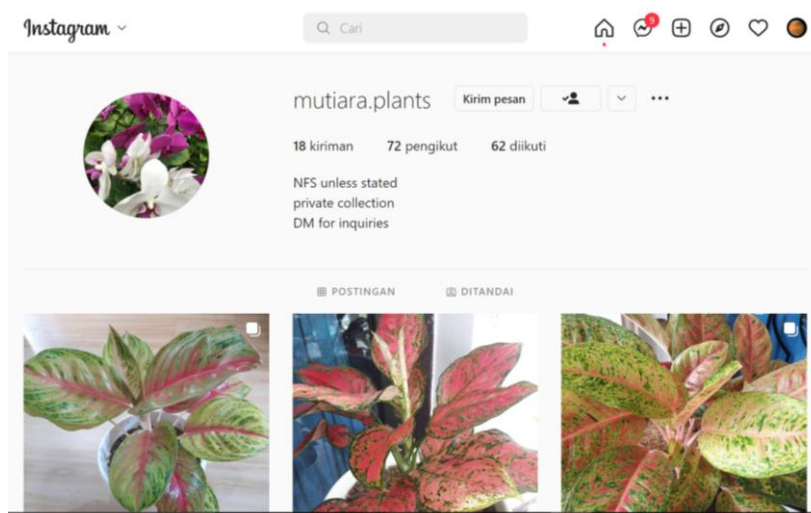 Instagram
Cari
9
mutiara.plants Kirim pesan
18 kiriman 72 pengikut 62 diikuti
NFS unless stated
private collection
DM for inquiries
POSTINGAN DITANDAI